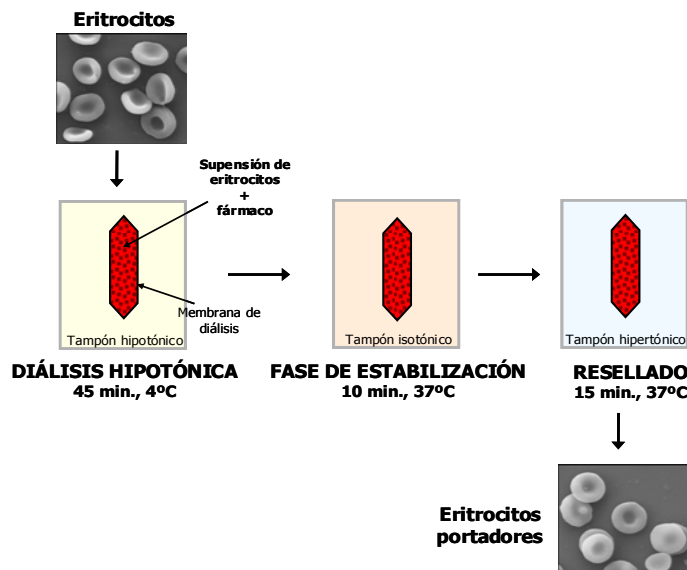 Eritrocitos
Supensión de
eritrocitos
+
fármaco
Membrana de
diálisis
Tampón hipotónico
DIÁLISIS HIPOTÓNICA
45 min., 4ºC
Tampón isotónico
FASE DE ESTABILIZACIÓN
10 min., 37ºC
Tampón hipertónico
RESELLADO
15 min., 37ºC
Eritrocitos
portadores